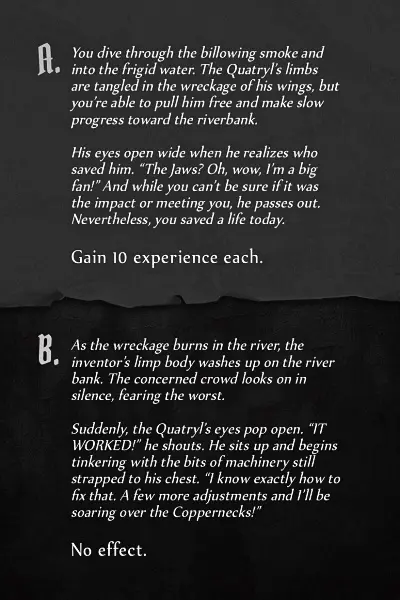 A. You dive through the billowing smoke and
into the frigid water. The Quatryl’s limbs
are tangled in the wreckage of his wings, but
you’re able to pull him free and make slow
progress toward the riverbank.
His eyes open wide when he realizes who
saved him. “The Jaws? Oh, wow, I’m a big
fan!” And while you can’t be sure if it was
the impact or meeting you, he passes out.
Nevertheless, you saved a life today.
Gain 10 experience each.
B. As the wreckage burns in the river, the
inventor’s limp body washes up on the river
bank. The concerned crowd looks on in
silence, fearing the worst.
Suddenly, the Quatryl’s eyes pop open. “IT
WORKED!” he shouts. He sits up and begins
tinkering with the bits of machinery still
strapped to his chest. “I know exactly how to
fix that. A few more adjustments and I’ll be
soaring over the Coppernecks!”
No effect.